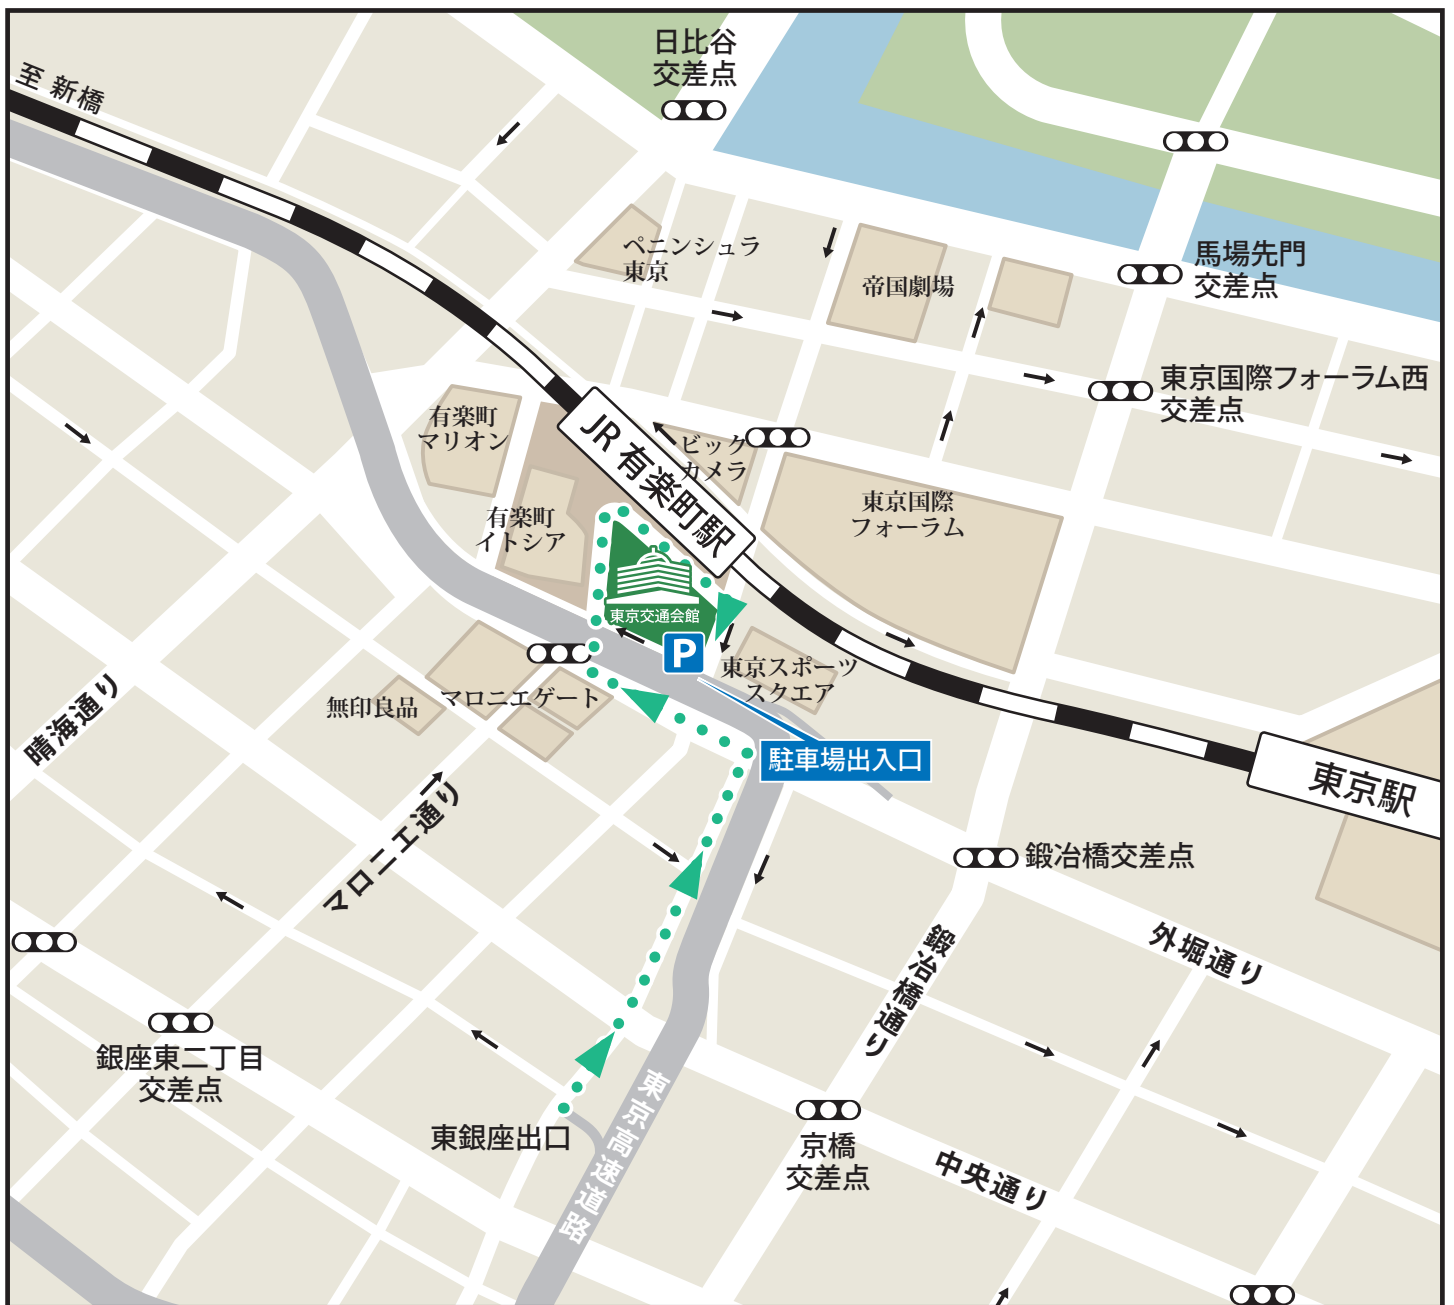 日比谷
交差点
至 新橋
ペニンシュラ
東京
帝国劇場
馬場先門
交差点
東京国際フォーラム西
交差点
有楽町
マリオン
JR 有楽町駅
ビック
カメラ
東京国際
フォーラム
有楽町
イトシア
東京交通会館
P
東京スポーツ
スクエア
マロニエゲート
無印良品
晴海通り
駐車場出入口
東京駅
マロニエ通り
鍛冶橋交差点
鍛冶橋通り
外堀通り
銀座東二丁目
交差点
東銀座出口
東京高速道路
京橋
交差点
中央通り